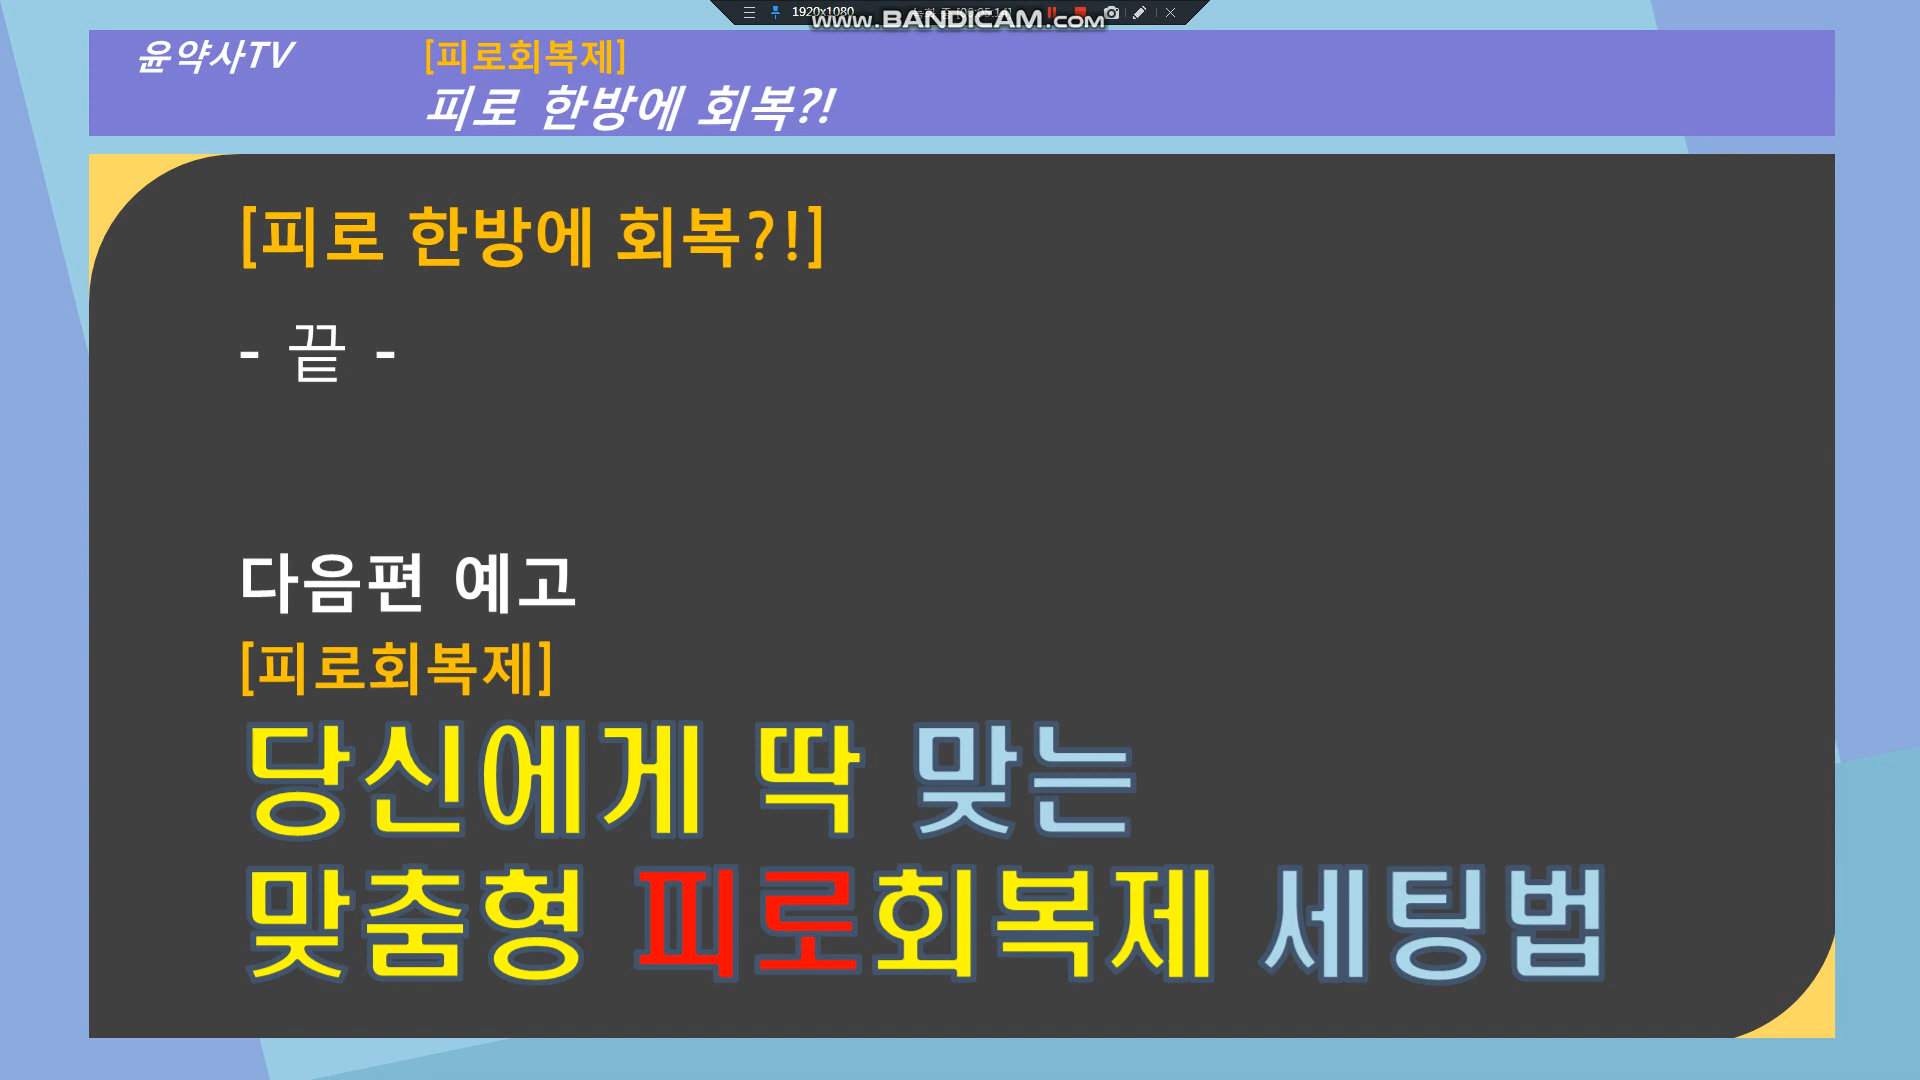 1920x1080
www.BANDICAM.com
윤약사TV
[피로회복제]
피로 한방에 회복?!
[피로 한방에 회복?!]
- 끝 -
다음편 예고
[피로회복제]
당신에게 딱 맞는
맞춤형 피로회복제 세팅법